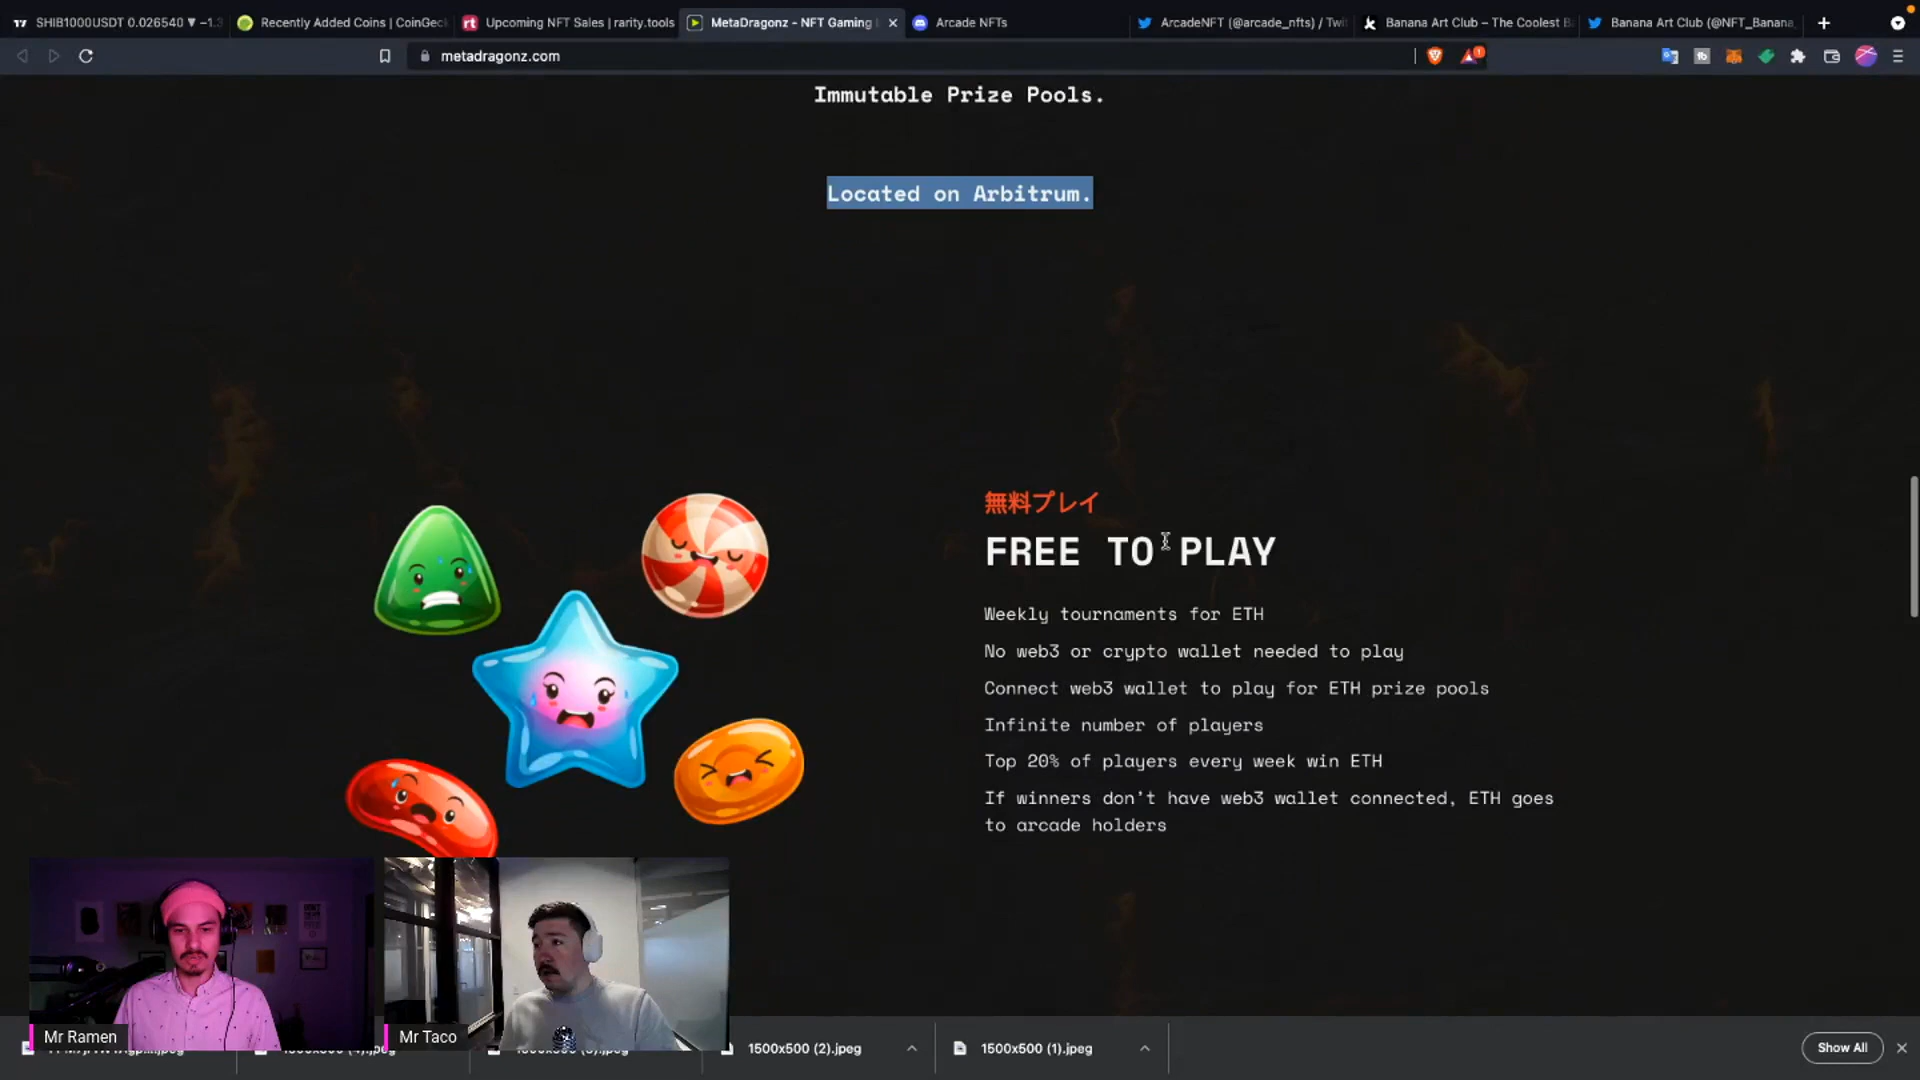 SHIB1000USDT 0.026540 ▼ −1.3
Recently Added Coins | CoinGec
Upcoming NFT Sales | rarity.tools
MetaDragonz - NFT Gaming
Arcade NFTs
ArcadeNFT (@arcade_nfts) / Twi
Banana Art Club – The Coolest B
Banana Art Club (@NFT_Banana_
metadragonz.com
Immutable Prize Pools.
Located on Arbitrum.
無料プレイ
FREE TO PLAY
Weekly tournaments for ETH
No web3 or crypto wallet needed to play
Connect web3 wallet to play for ETH prize pools
Infinite number of players
Top 20% of players every week win ETH
If winners don't have web3 wallet connected, ETH goes
to arcade holders
Mr Ramen
Mr Taco
1500x500 (2).jpeg
1500x500 (1).jpeg
Show All